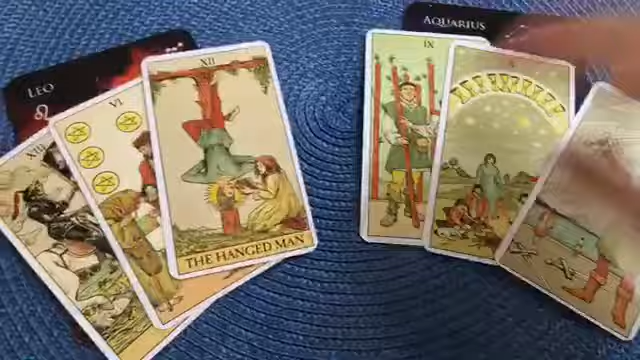 LEO
XIII
VI
XII
THE HANGED MAN
AQUARIUS
IX
X